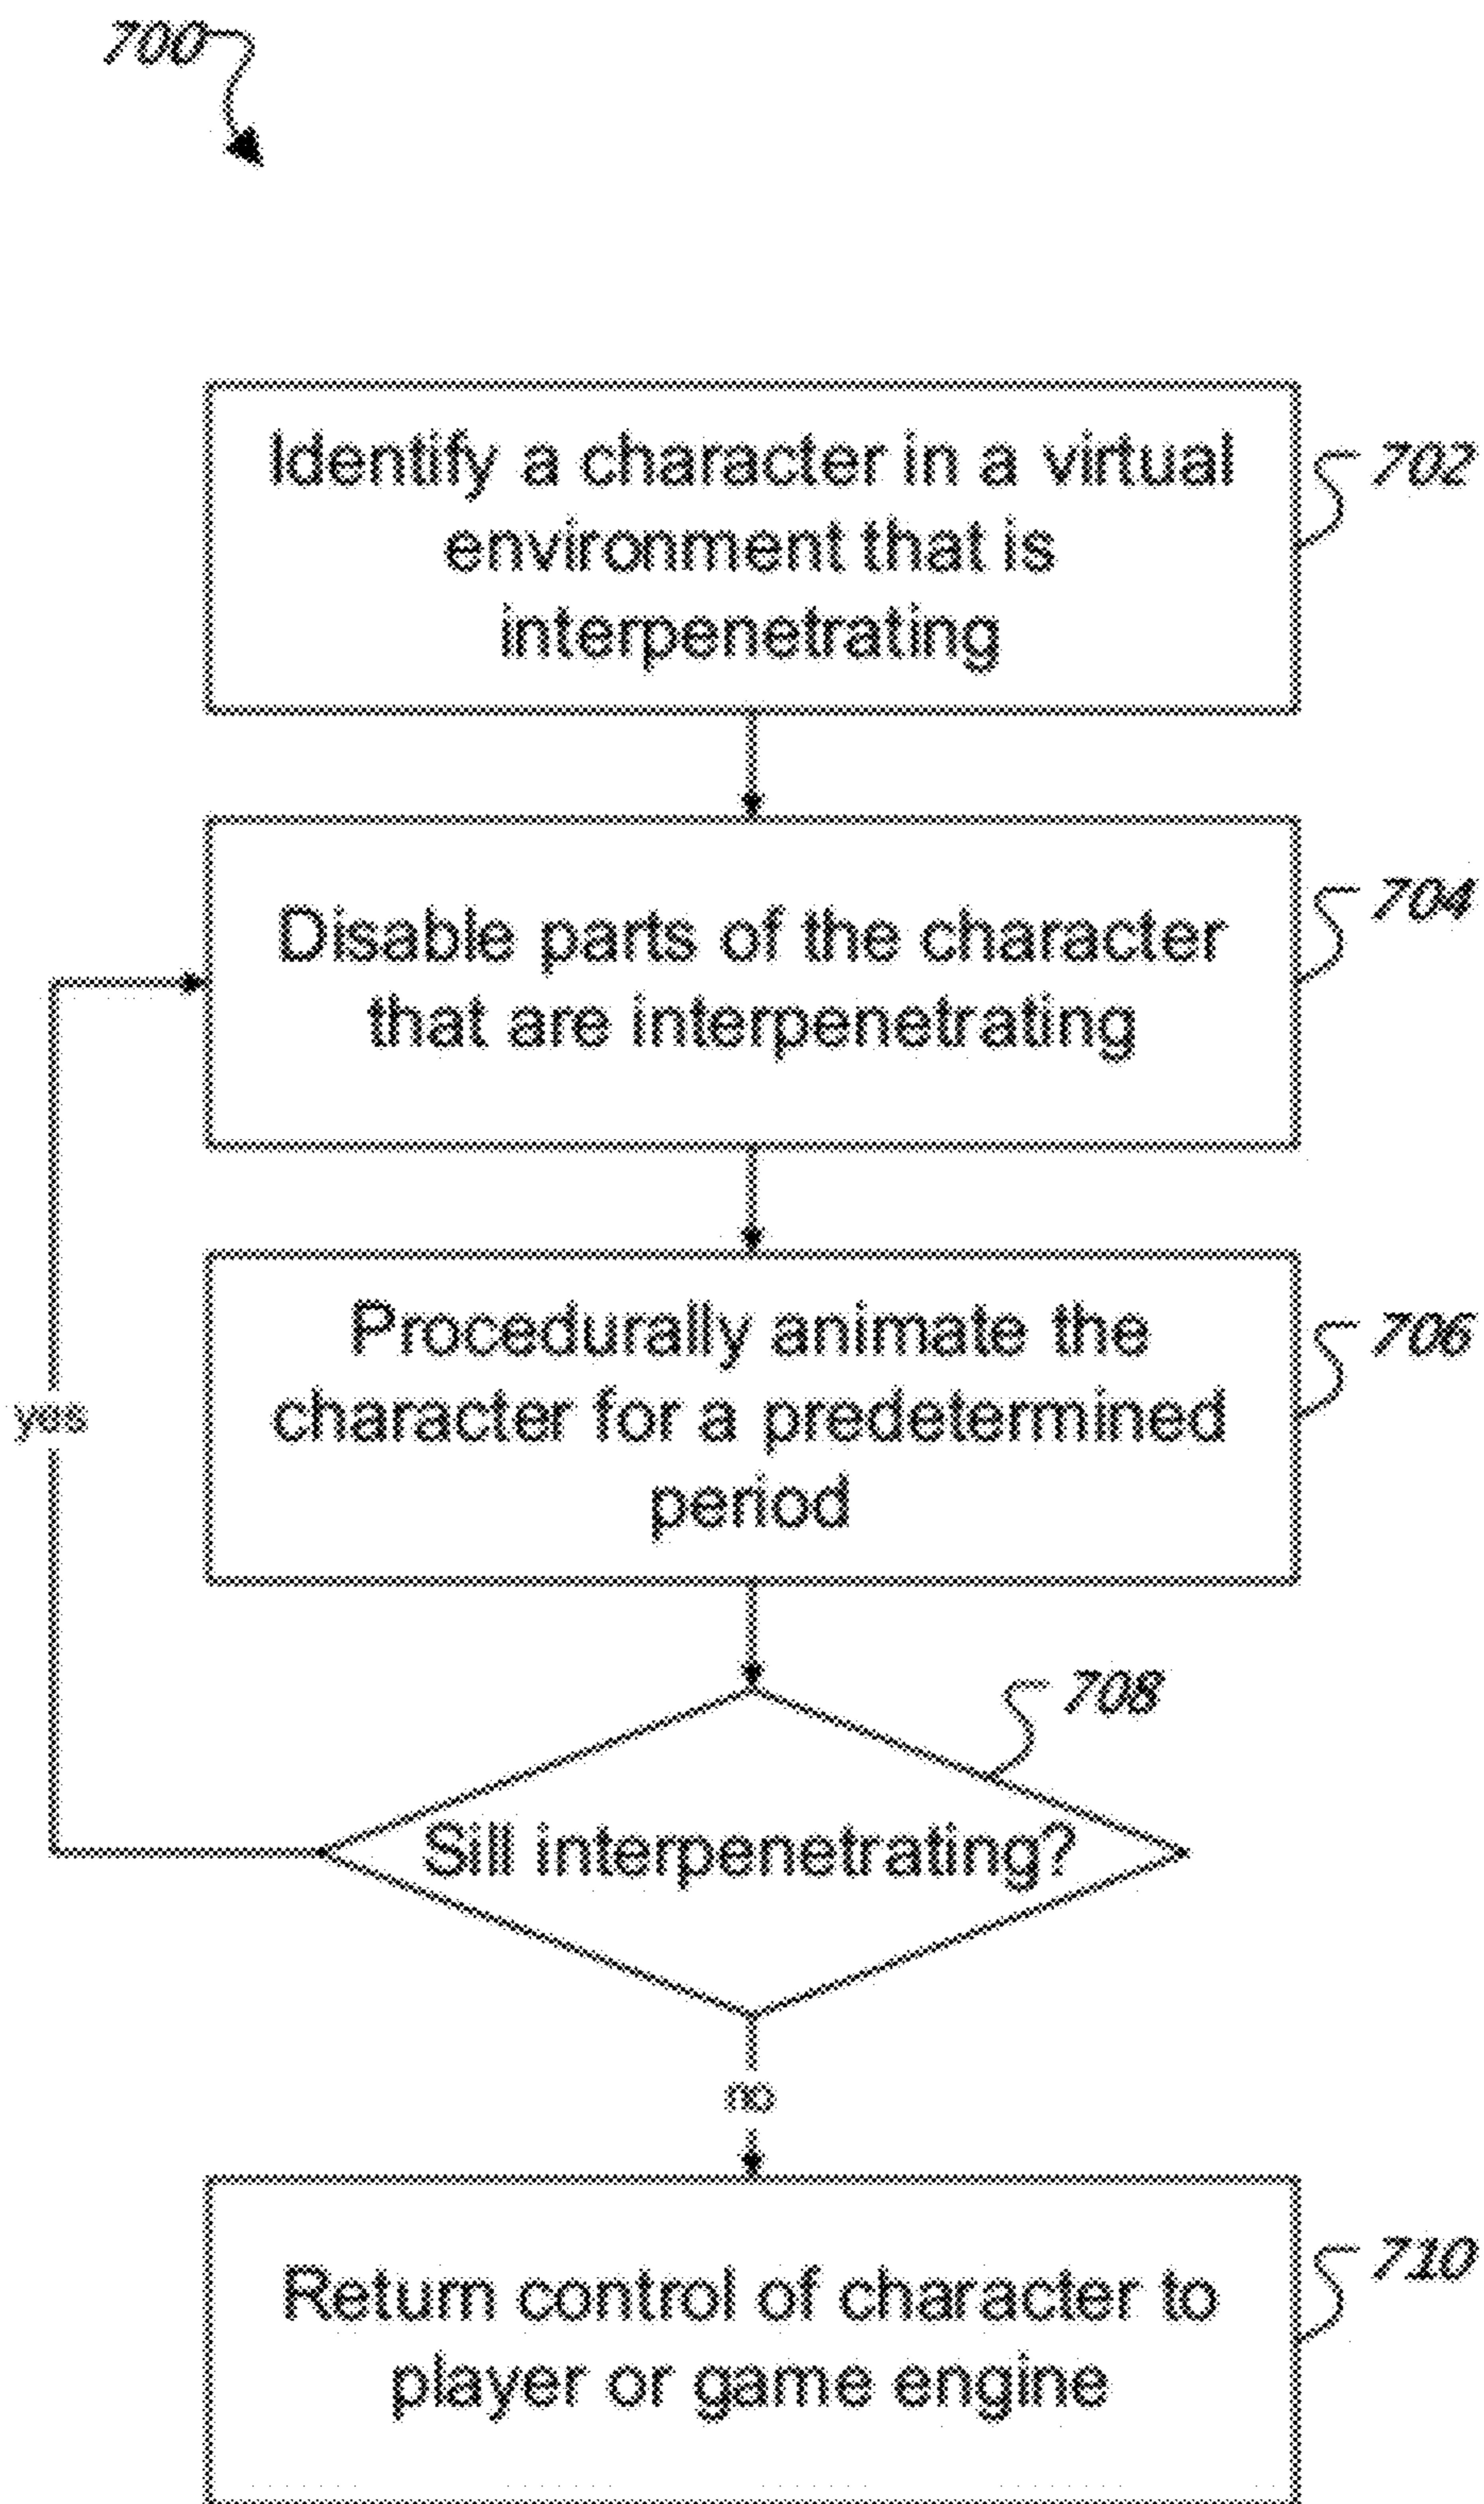 700
Identify a character in a virtual
environment that is
interpenetrating
702
Disable parts of the character
that are interpenetrating
704
Procedurally animate the
character for a predetermined
period
706
yes
708
Sill interpenetrating?
no
Return control of character to
player or game engine
710